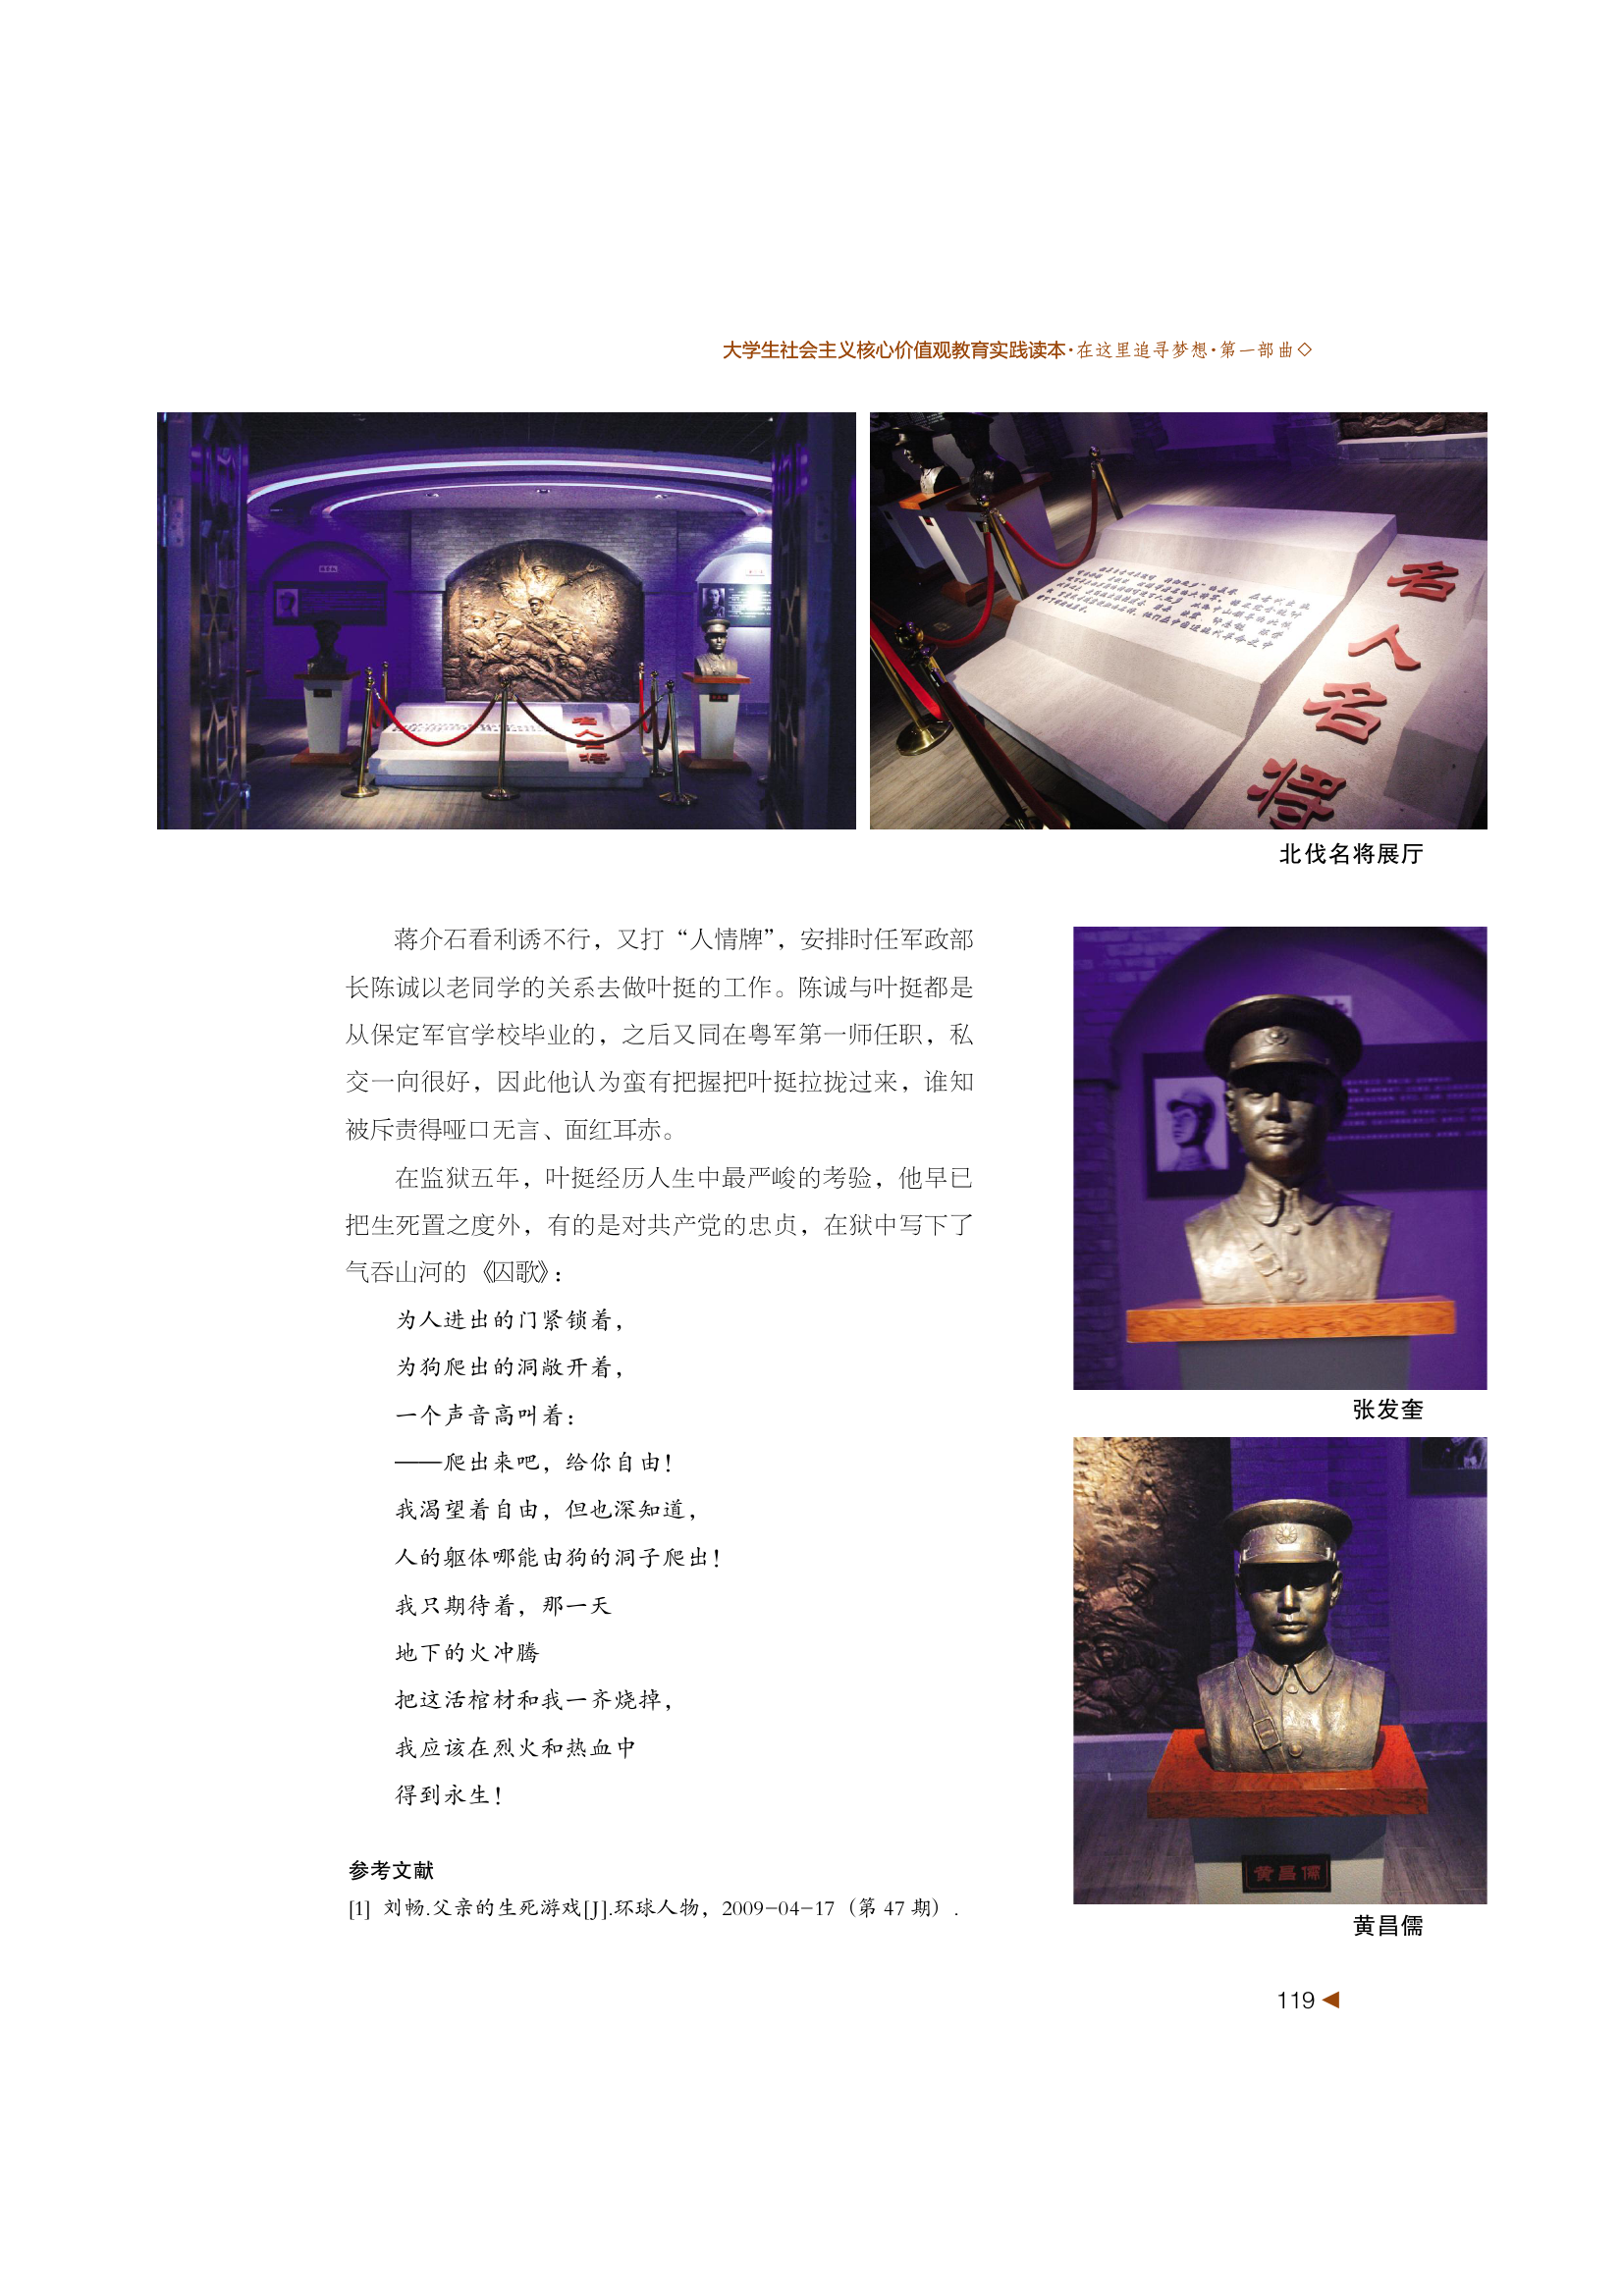 大学生社会主义核心价值观教育实践读本·在这里追寻梦想·第一部曲◇
名人名将
名人名将
北伐名将展厅
蒋介石看利诱不行，又打“人情牌”，安排时任军政部
长陈诚以老同学的关系去做叶挺的工作。陈诚与叶挺都是
从保定军官学校毕业的，之后又同在粤军第一师任职，私
交一向很好，因此他认为蛮有把握把叶挺拉拢过来，谁知
被斥责得哑口无言、面红耳赤。
在监狱五年，叶挺经历人生中最严峻的考验，他早已
把生死置之度外，有的是对共产党的忠贞，在狱中写下了
气吞山河的《囚歌》：
为人进出的门紧锁着，
为狗爬出的洞敞开着，
一个声音高叫着：
——爬出来吧，给你自由！
我渴望着自由，但也深知道，
人的躯体哪能由狗的洞子爬出！
我只期待着，那一天
地下的火冲腾
把这活棺材和我一齐烧掉，
我应该在烈火和热血中
得到永生！
参考文献
[1] 刘畅.父亲的生死游戏[J].环球人物，2009-04-17（第 47 期）.
张发奎
黄昌儒
黄昌儒
119